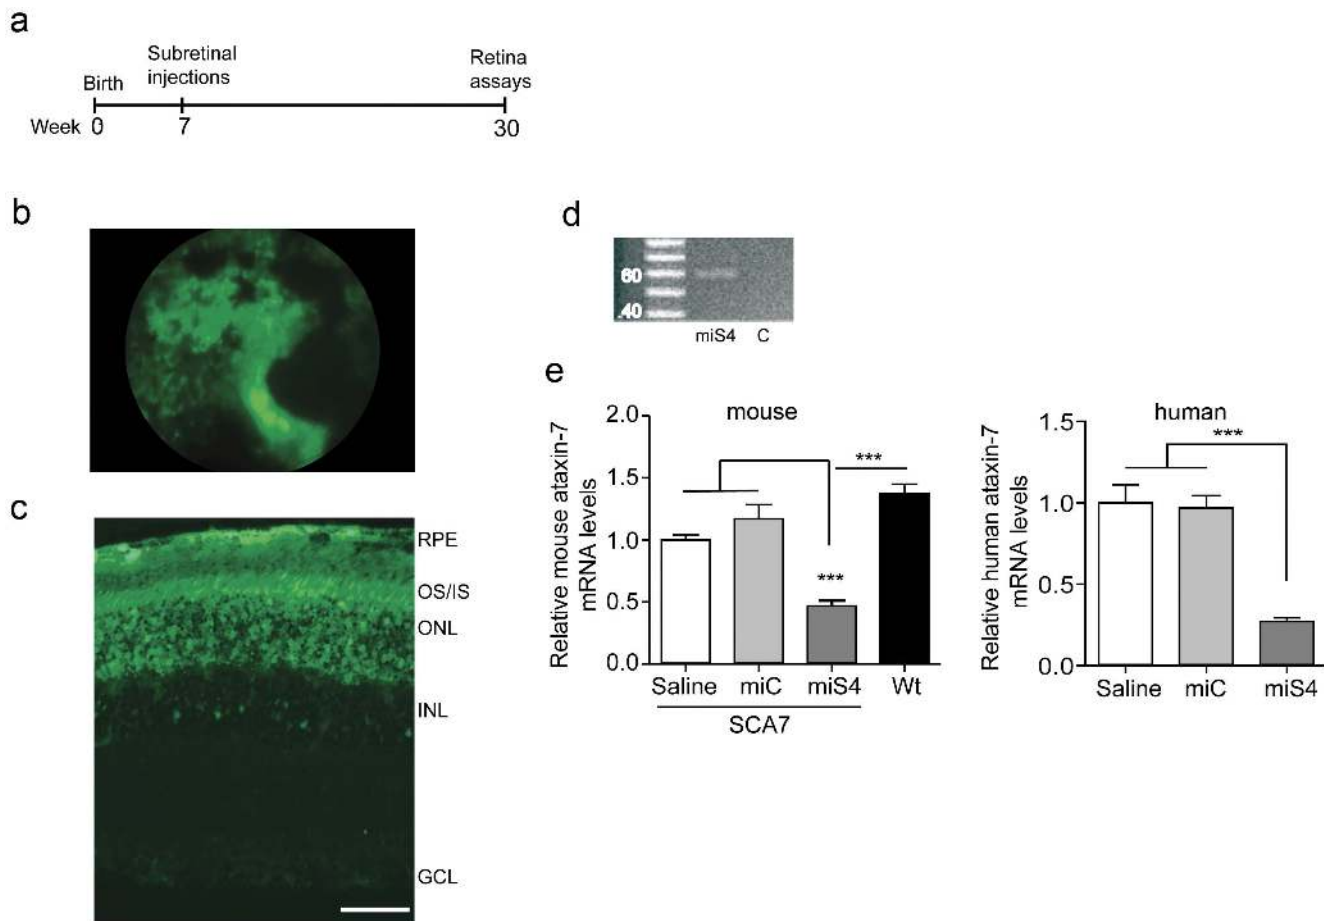 a
Birth
Subretinal
injections
Retina
assays
Week 0 7 30
b
c
RPE
OS/IS
ONL
INL
GCL
d
60
40
miS4 C
e
mouse
Relative mouse ataxin-7
mRNA levels
2.0
1.5
1.0
0.5
0.0
***
***
Saline miC miS4 Wt
SCA7
human
Relative human ataxin-7
mRNA levels
1.5
1.0
0.5
0.0
***
Saline miC miS4